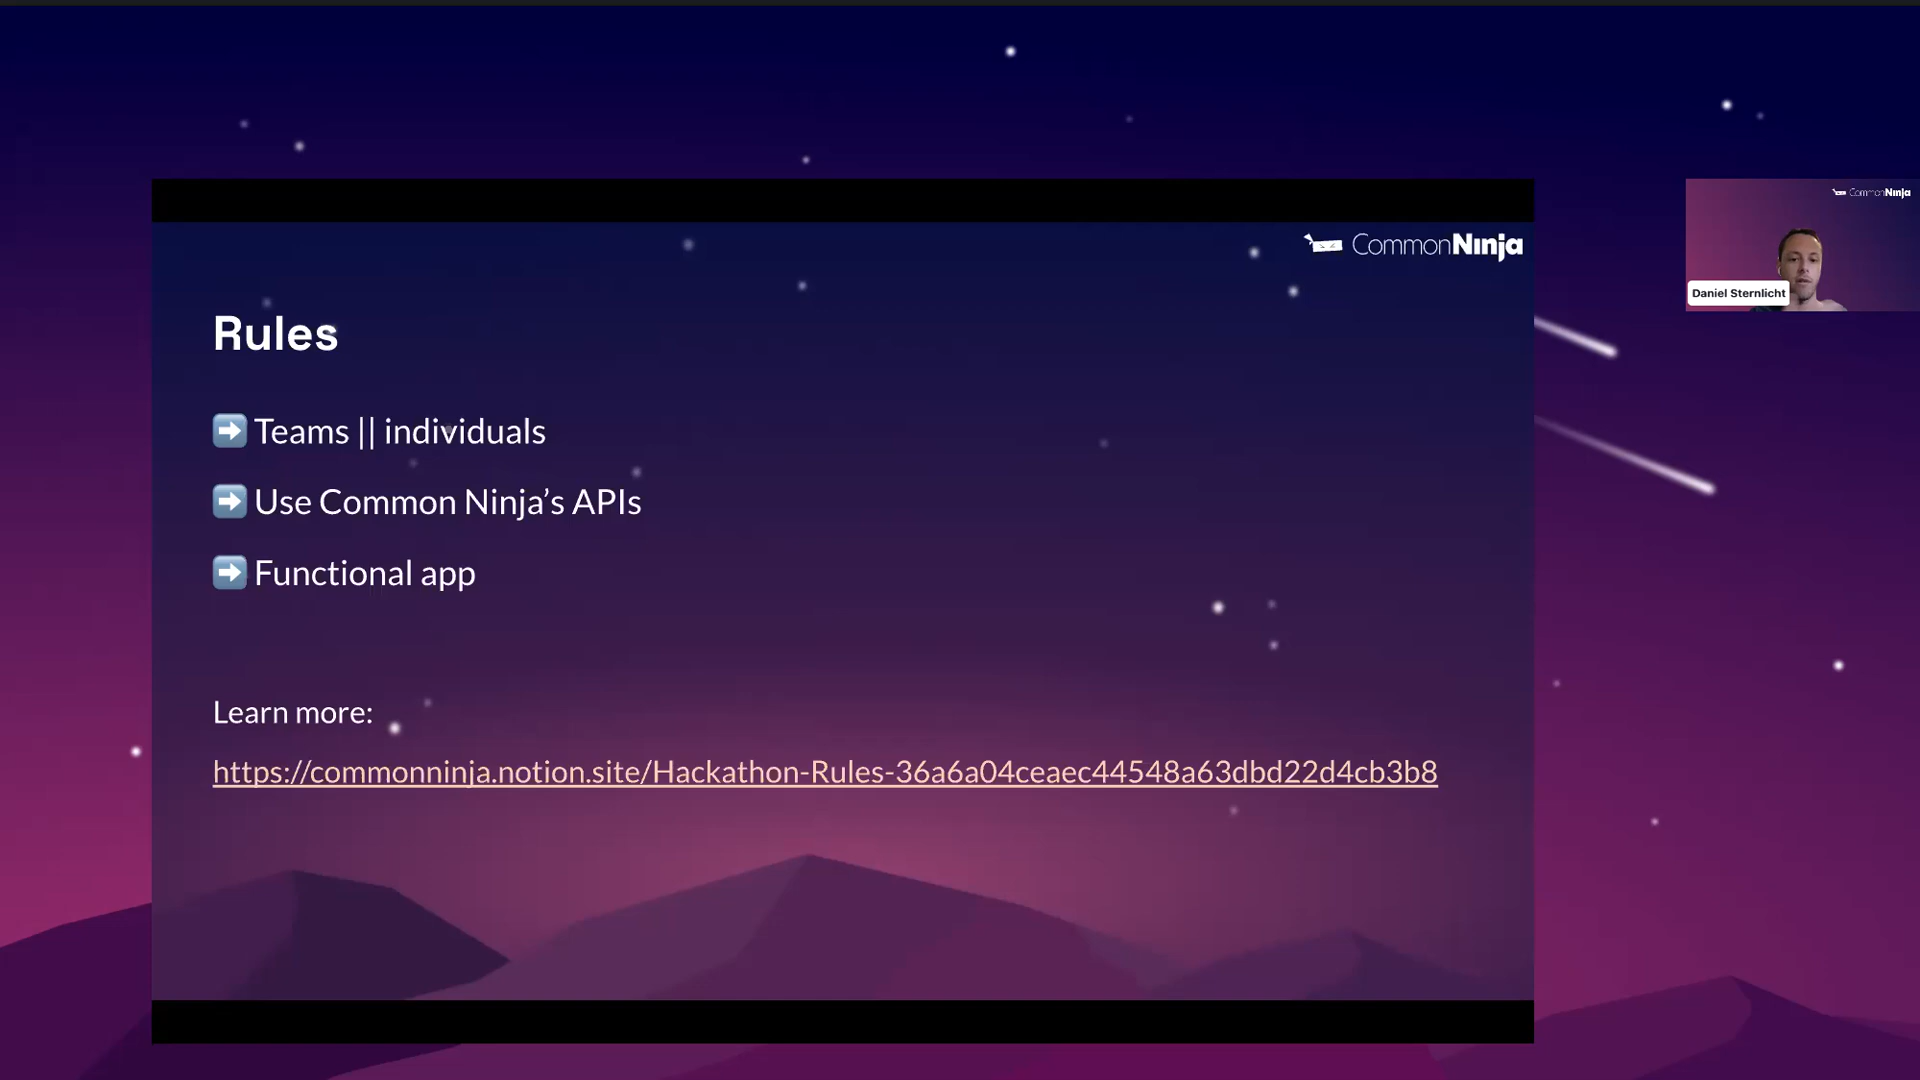 CommonNinja
CommonNinja
Daniel Sternlicht
Rules
➡️ Teams || individuals
➡️ Use Common Ninja’s APIs
➡️ Functional app
Learn more:
https://commonninja.notion.site/Hackathon-Rules-36a6a04ceaec44548a63dbd22d4cb3b8